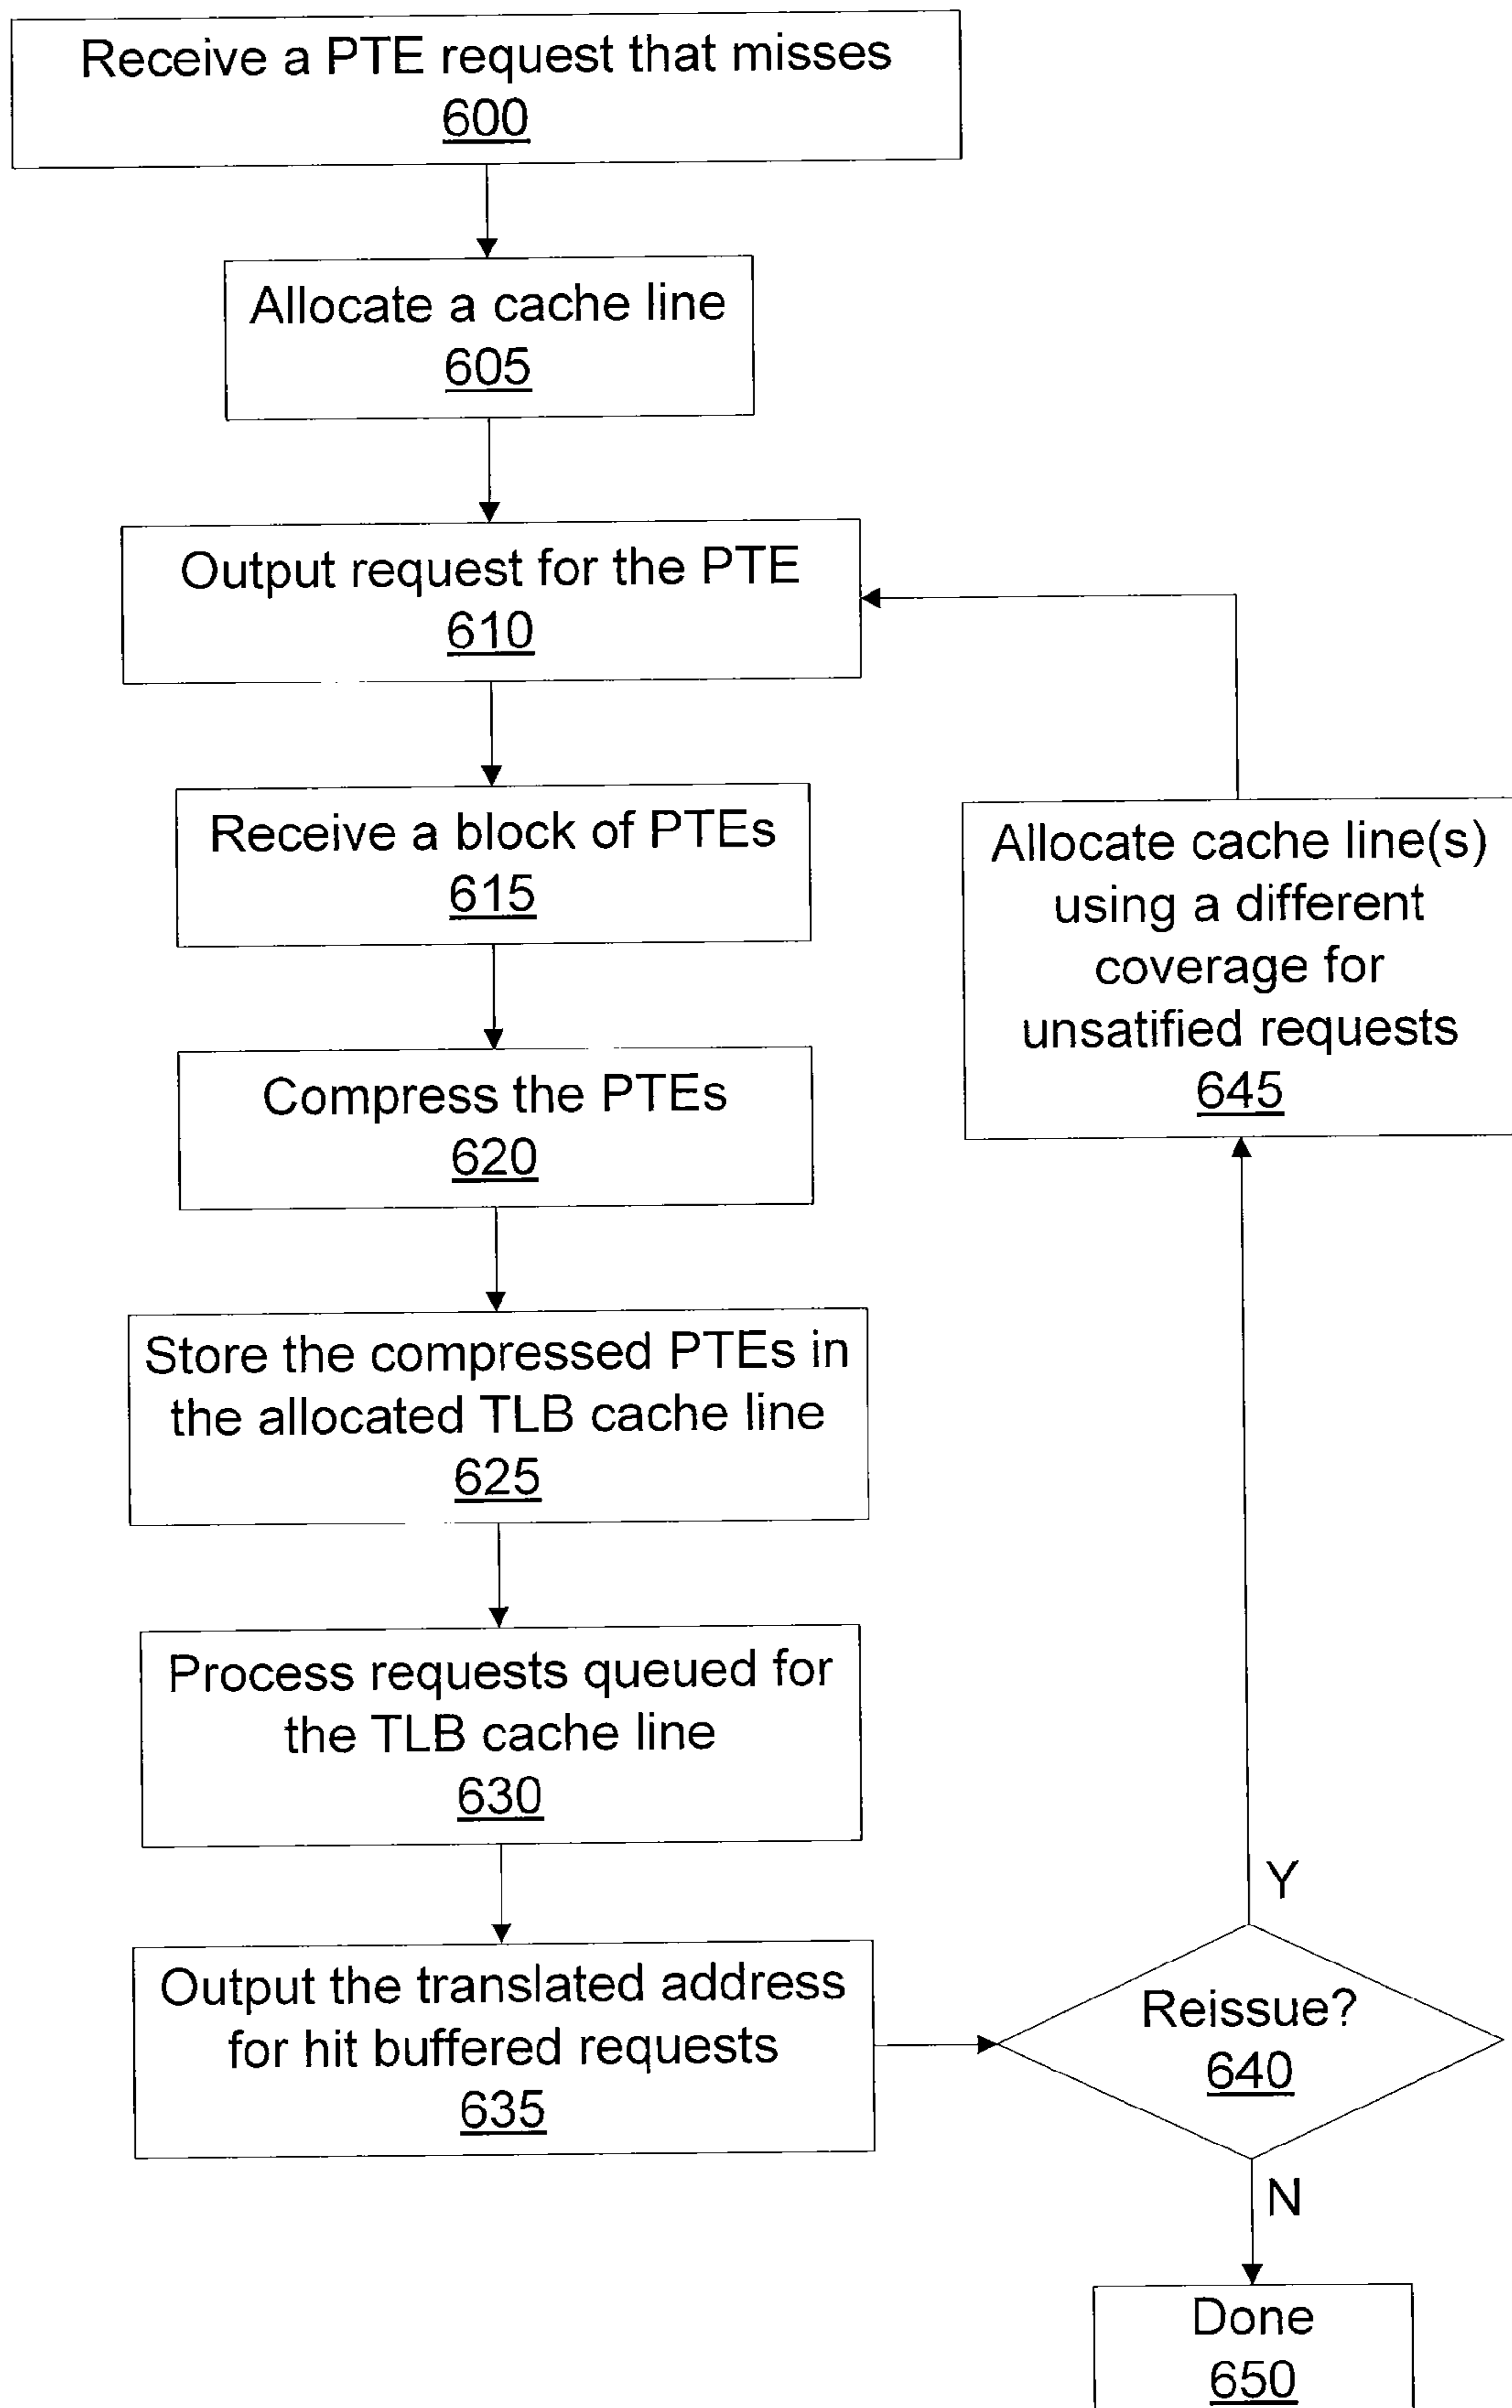 Receive a PTE request that misses
600
Allocate a cache line
605
Output request for the PTE
610
Receive a block of PTEs
615
Compress the PTEs
620
Store the compressed PTEs in
the allocated TLB cache line
625
Process requests queued for
the TLB cache line
630
Output the translated address
for hit buffered requests
635
Reissue?
640
Y
Allocate cache line(s)
using a different
coverage for
unsatified requests
645
N
Done
650